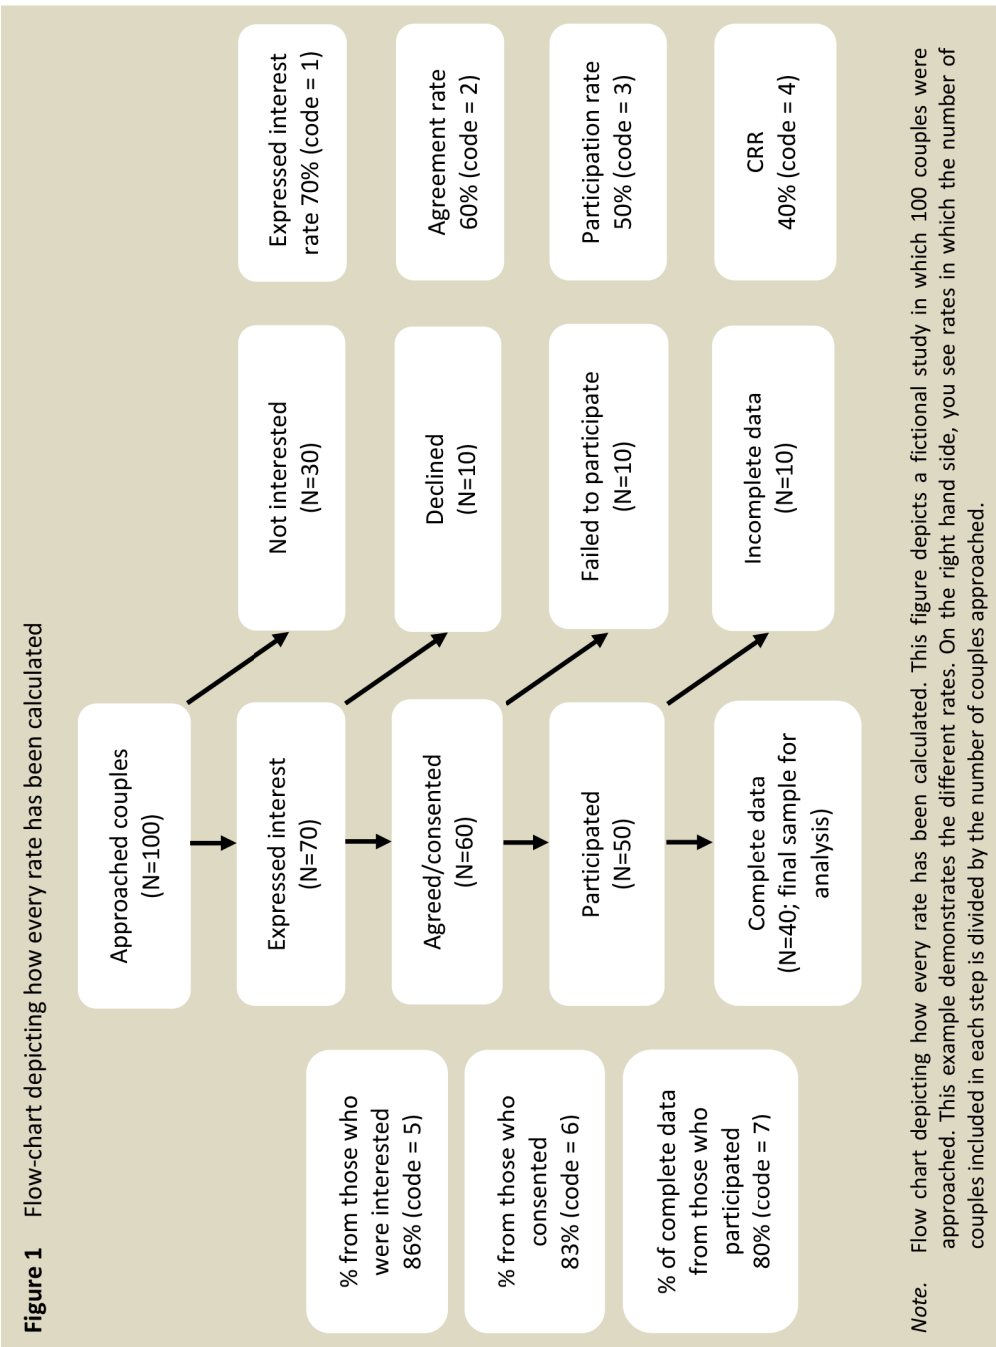 Figure 1 Flow-chart depicting how every rate has been calculated
Approached couples
(N=100)
Expressed interest
(N=70)
Not interested
(N=30)
Expressed interest
rate 70% (code = 1)
% from those who
were interested
86% (code = 5)
Agreed/consented
(N=60)
Declined
(N=10)
Agreement rate
60% (code = 2)
% from those who
consented
83% (code = 6)
Participated
(N=50)
Failed to participate
(N=10)
Participation rate
50% (code = 3)
% of complete data
from those who
participated
80% (code = 7)
Complete data
(N=40; final sample for
analysis)
Incomplete data
(N=10)
CRR
40% (code = 4)
Note. Flow chart depicting how every rate has been calculated. This figure depicts a fictional study in which 100 couples were
approached. This example demonstrates the different rates. On the right hand side, you see rates in which the number of
couples included in each step is divided by the number of couples approached.